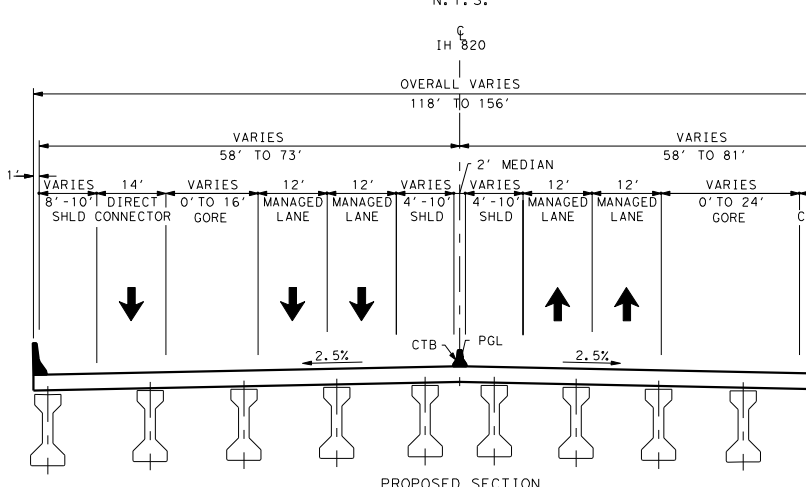 N.T.S.
℄
IH 820
OVERALL VARIES
118' TO 156'
VARIES
58' TO 73'
VARIES
58' TO 81'
2' MEDIAN
1'
VARIES
8'-10'
SHLD
14'
DIRECT
CONNECTOR
VARIES
0' TO 16'
GORE
12'
MANAGED
LANE
12'
MANAGED
LANE
VARIES
4'-10'
SHLD
VARIES
4'-10'
SHLD
12'
MANAGED
LANE
12'
MANAGED
LANE
VARIES
0' TO 24'
GORE
C
2.5%
CTB
PGL
2.5%
PROPOSED SECTION